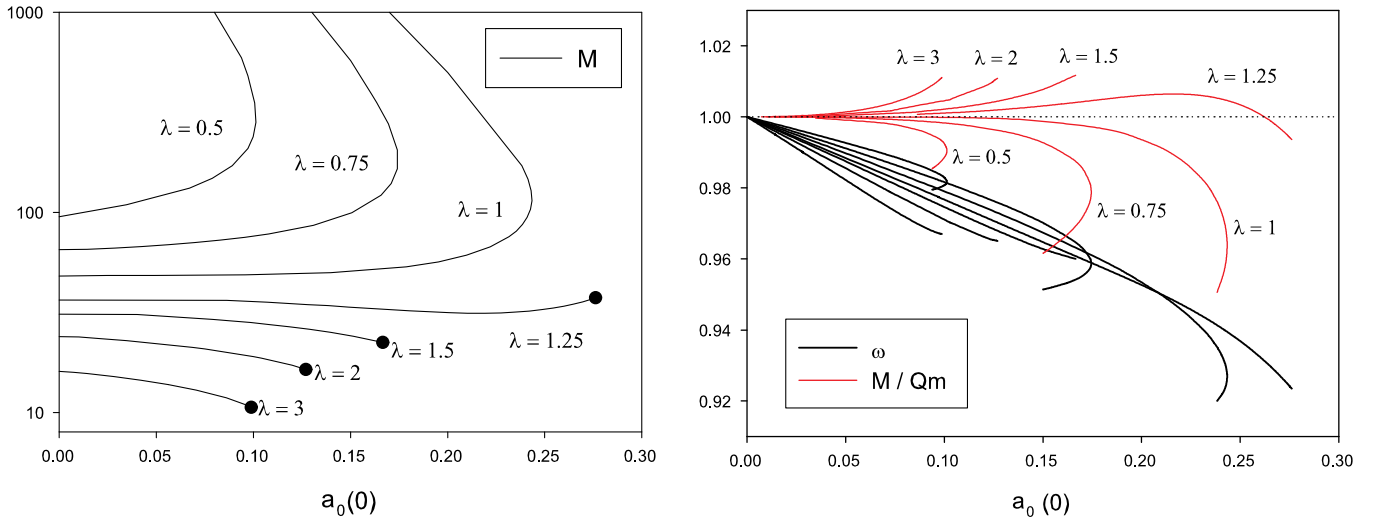 1000
M
λ = 0.5
λ = 0.75
λ = 1
100
λ = 1.5
λ = 1.25
λ = 2
λ = 3
10
0.00 0.05 0.10 0.15 0.20 0.25 0.30
a₀(0)
1.02
λ = 3 λ = 2 λ = 1.5
λ = 1.25
1.00
λ = 0.5
0.98
λ = 0.75
λ = 1
0.96
0.94
ω
M / Qm
0.92
0.00 0.05 0.10 0.15 0.20 0.25 0.30
a₀ (0)